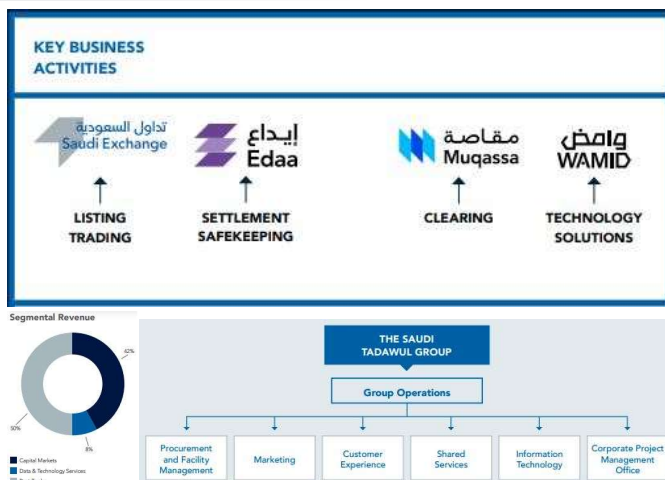 KEY BUSINESS
ACTIVITIES
تداول السعودية
Saudi Exchange
إيداع
Edaa
مقاصة
Muqassa
وامض
WAMID
LISTING
TRADING
SETTLEMENT
SAFEKEEPING
CLEARING
TECHNOLOGY
SOLUTIONS
Segmental Revenue
42%
50%
8%
Capital Markets
Data & Technology Services
THE SAUDI
TADAWUL GROUP
Group Operations
Procurement
and Facility
Management
Marketing
Customer
Experience
Shared
Services
Information
Technology
Corporate Project
Management
Office